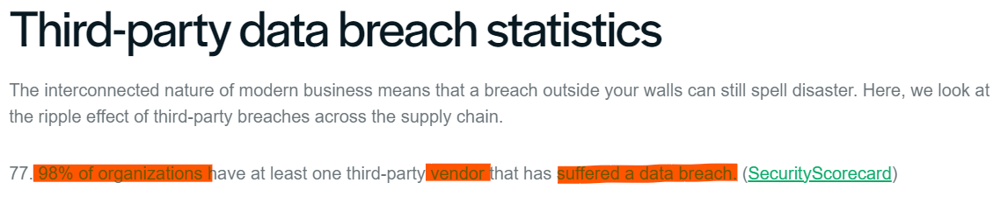 Third-party data breach statistics
The interconnected nature of modern business means that a breach outside your walls can still spell disaster. Here, we look at
the ripple effect of third-party breaches across the supply chain.
77. 98% of organizations have at least one third-party vendor that has suffered a data breach. (SecurityScorecard)